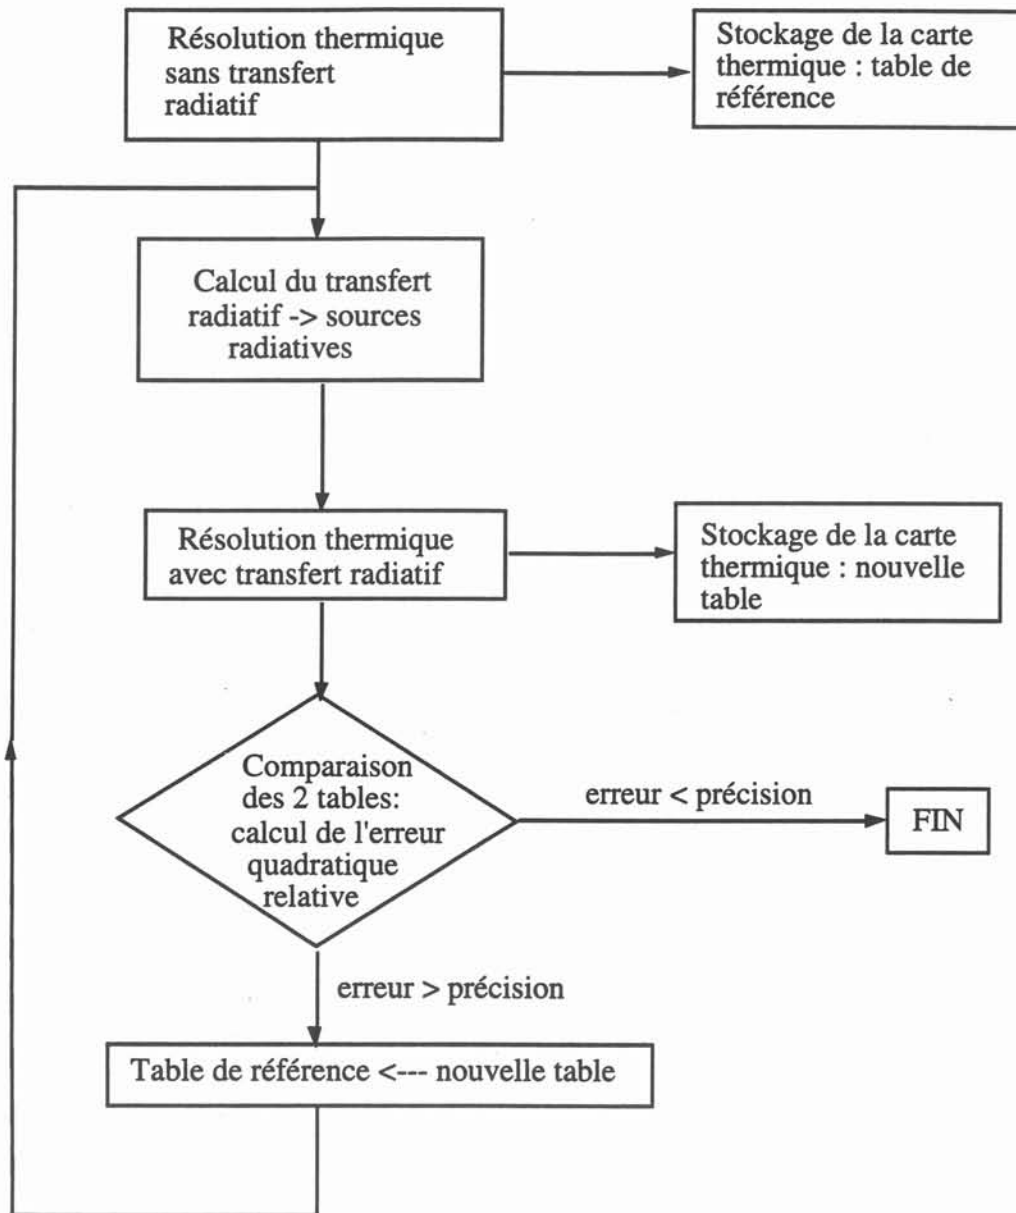 Résolution thermique
sans transfert
radiatif
Stockage de la carte
thermique : table de
référence
Calcul du transfert
radiatif -> sources
radiatives
Résolution thermique
avec transfert radiatif
Stockage de la carte
thermique : nouvelle
table
Comparaison
des 2 tables:
calcul de l'erreur
quadratique
relative
erreur < précision
FIN
erreur > précision
Table de référence <--- nouvelle table